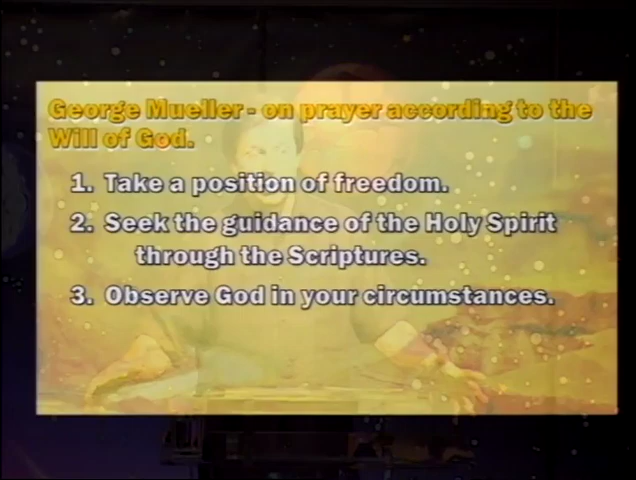 George Mueller - on prayer according to the
Will of God.
1. Take a position of freedom.
2. Seek the guidance of the Holy Spirit
through the Scriptures.
3. Observe God in your circumstances.